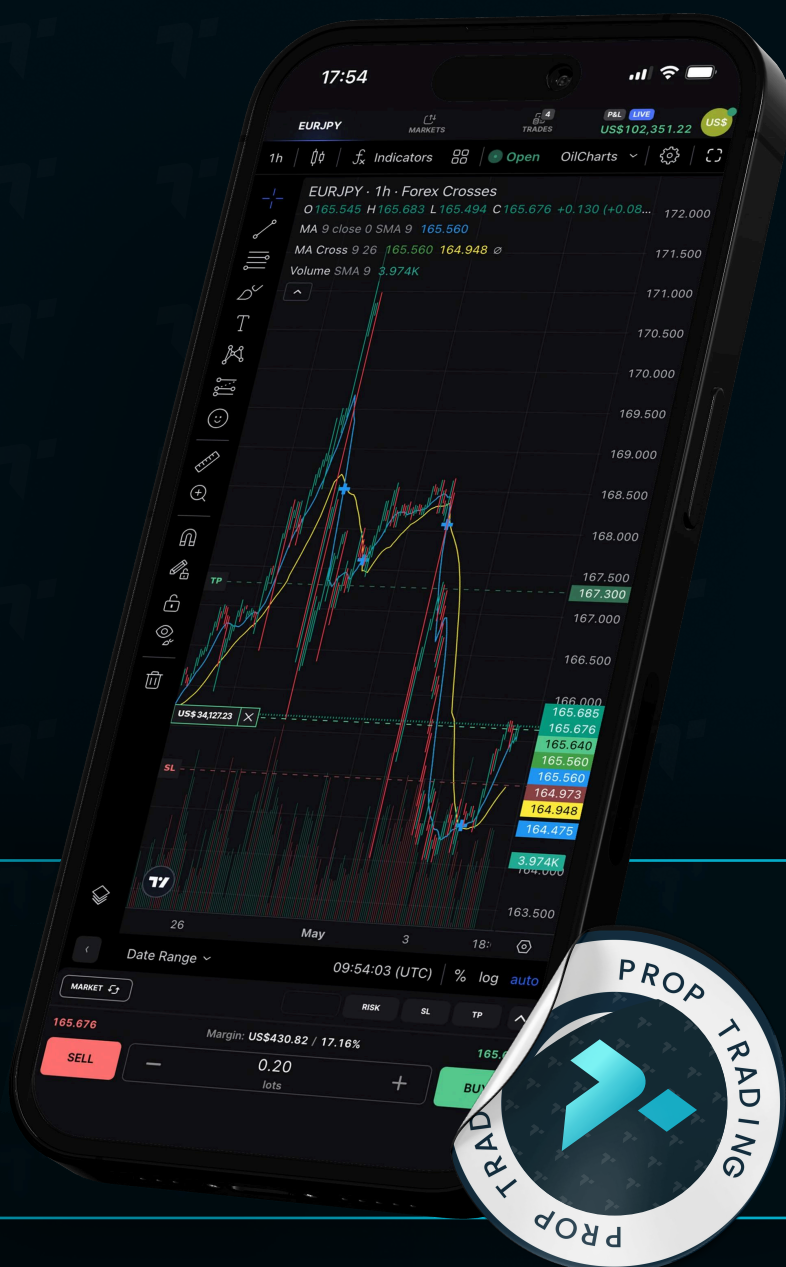 17:54
EURJPY
MARKETS
4
TRADES
P&L LIVE
US$102,351.22
US$
1h
Indicators
Open
OilCharts
EURJPY · 1h · Forex Crosses
O165.545 H165.683 L165.494 C165.676 +0.130 (+0.08...
MA 9 close 0 SMA 9 165.560
MA Cross 9 26 165.560 164.948 ∅
Volume SMA 9 3.974K
172.000
171.500
171.000
170.500
170.000
169.500
169.000
168.500
168.000
167.500
TP
167.300
167.000
166.500
166.000
US$ 34,127.23
165.685
165.676
165.640
165.560
165.560
SL
164.973
164.948
164.475
3.974K
164.000
163.500
26
May
3
18:
Date Range
09:54:03 (UTC)
% log auto
MARKET
RISK
SL
TP
165.676
Margin: US$430.82 / 17.16%
SELL
0.20
lots
PROP TRADING
PROP TRAD